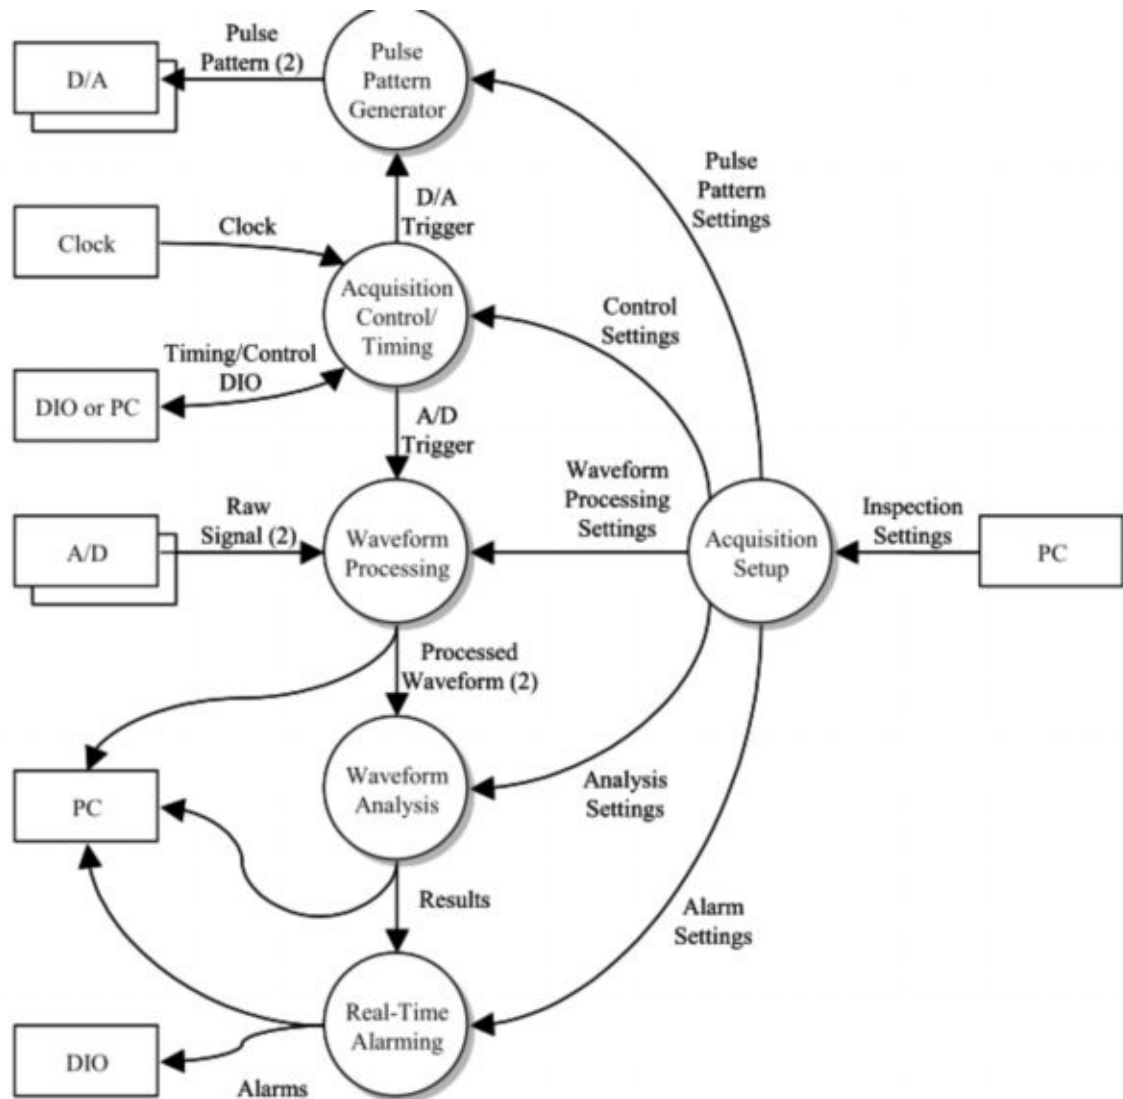 Pulse
Pattern (2)
D/A
Pulse
Pattern
Generator
Pulse
Pattern
Settings
D/A
Trigger
Clock
Clock
Acquisition
Control/
Timing
Control
Settings
Timing/Control
DIO
DIO or PC
A/D
Trigger
Waveform
Processing
Settings
Raw
Signal (2)
A/D
Waveform
Processing
Acquisition
Setup
Inspection
Settings
PC
Processed
Waveform (2)
Waveform
Analysis
PC
Analysis
Settings
Results
Alarm
Settings
Real-Time
Alarming
DIO
Alarms